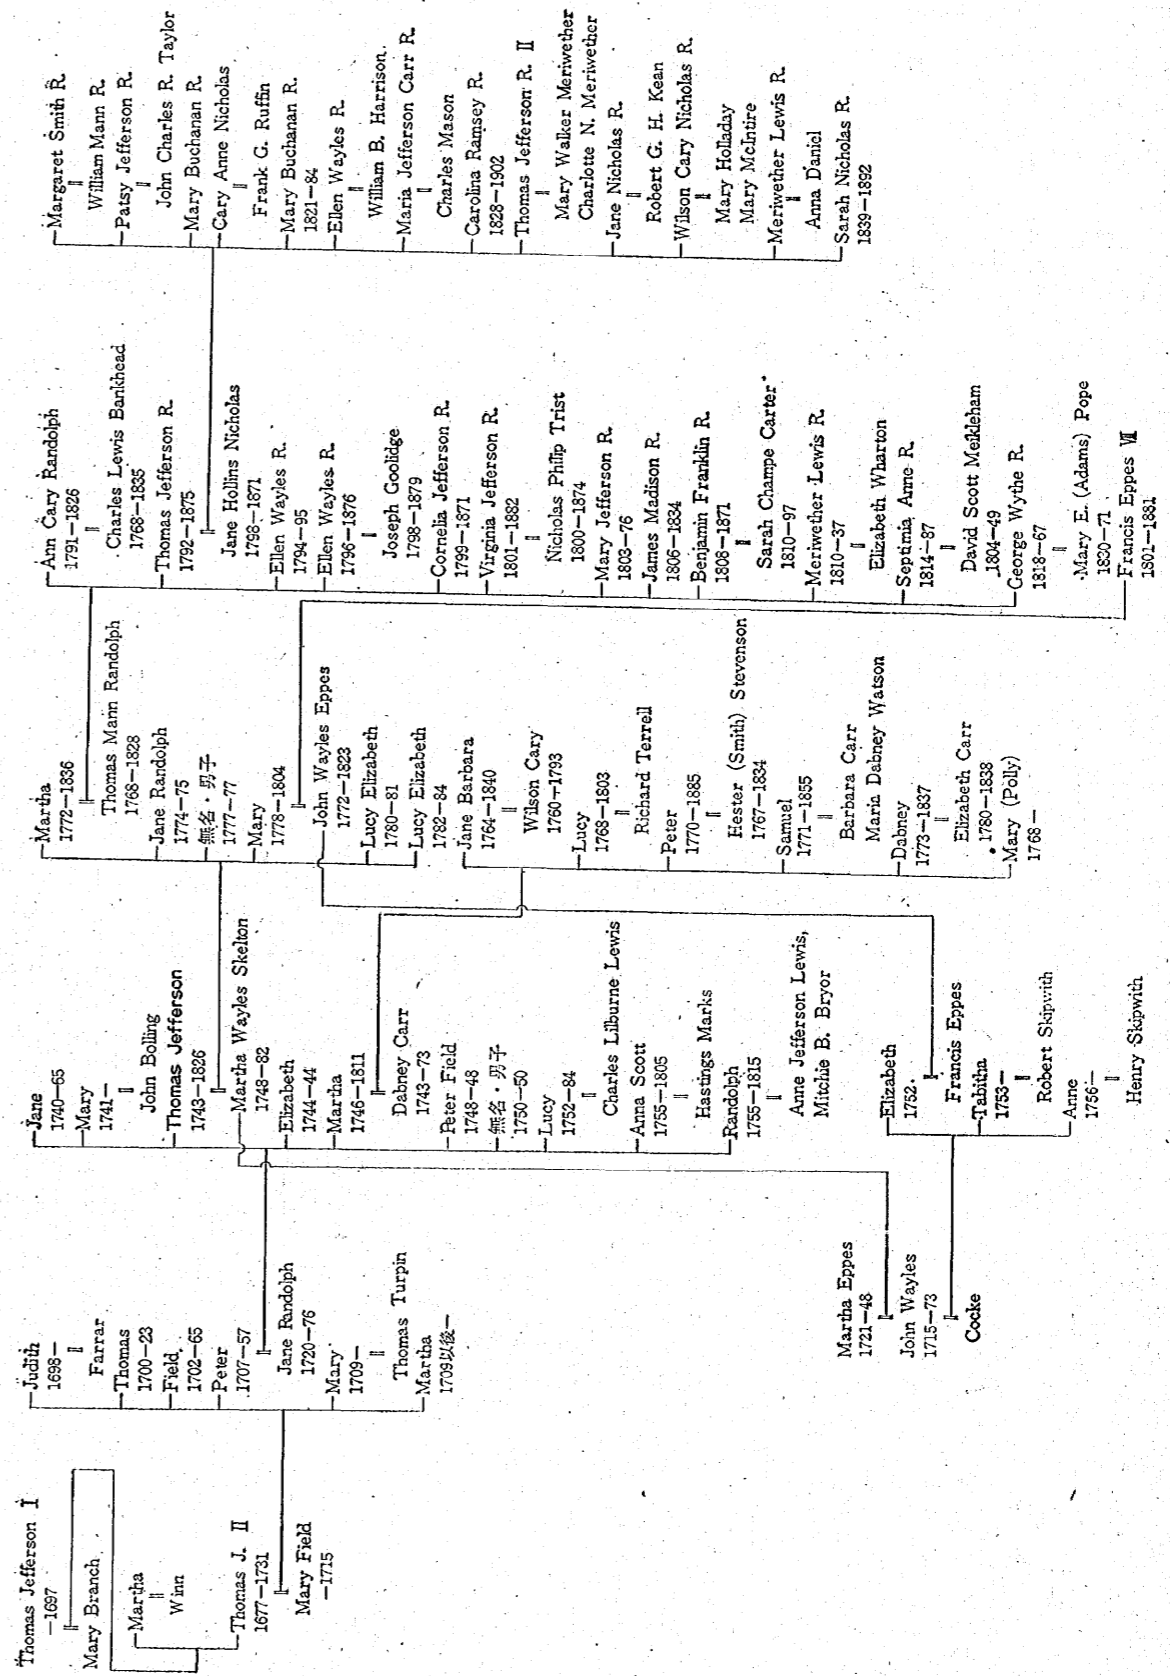 Thomas Jefferson I
—1697
Mary Branch
Martha
Winn
Thomas J. II
1677—1731
Mary Field
—1715
Judith
1698—
Farrar
Thomas
1700—23
Field
1702—65
Peter
1707—57
Jane Randolph
1720—76
Mary
1709—
Thomas Turpin
Martha
1709以後—
Martha Eppes
1721—48
John Wayles
1715—73
Cocke
Jane
1740—65
Mary
1741—
John Bolling
Thomas Jefferson
1743—1826
Martha Wayles Skelton
1748—82
Elizabeth
1744—44
Martha
1746—1811
Dabney Carr
1743—73
Peter Field
1748—48
無名・男子
1750—50
Lucy
1752—84
Charles Lilburne Lewis
Anna Scott
1755—1805
Hastings Marks
Randolph
1755—1815
Anne Jefferson Lewis,
Mitchie B. Bryor
Elizabeth
1752
Francis Eppes
Tabitha
1753—
Robert Skipwith
Anne
1756—
Henry Skipwith
Martha
1772—1836
Thomas Mann Randolph
1768—1828
Jane Randolph
1774—75
無名・男子
1777—77
Mary
1778—1804
John Wayles Eppes
1772—1823
Lucy Elizabeth
1780—81
Lucy Elizabeth
1782—84
Jane Barbara
1764—1840
Wilson Cary
1760—1793
Lucy
1768—1803
Richard Terrell
Peter
1770—1885
Hester (Smith) Stevenson
1767—1834
Samuel
1771—1855
Barbara Carr
Maria Dabney Watson
Dabney
1773—1837
Elizabeth Carr
1780—1838
Mary (Polly)
1768—
Ann Cary Randolph
1791—1826
Charles Lewis Bankhead
1768—1835
Thomas Jefferson R.
1792—1875
Jane Hollins Nicholas
1798—1871
Ellen Wayles R.
1794—95
Ellen Wayles R.
1796—1876
Joseph Goolidge
1798—1879
Cornelia Jefferson R.
1799—1871
Virginia Jefferson R.
1801—1882
Nicholas Philip Trist
1800—1874
Mary Jefferson R.
1803—76
James Madison R.
1806—1834
Benjamin Franklin R.
1808—1871
Sarah Champe Carter
1810—97
Meriwether Lewis R.
1810—37
Elizabeth Wharton
Septimia Anne R.
1814—87
David Scott Meikleham
1804—49
George Wythe R.
1818—67
Mary E. (Adams) Pope
1830—71
Francis Eppes VII
1801—1881
Margaret Smith R.
William Mann R.
Patsy Jefferson R.
John Charles R. Taylor
Mary Buchanan R.
Cary Anne Nicholas
Frank G. Ruffin
Mary Buchanan R.
1821—84
Ellen Wayles R.
William B. Harrison
Maria Jefferson Carr R.
Charles Mason
Carolina Ramsey R.
1828—1902
Thomas Jefferson R. II
Mary Walker Meriwether
Charlotte N. Meriwether
Jane Nicholas R.
Robert G. H. Kean
Wilson Cary Nicholas R.
Mary Holladay
Mary McIntire
Meriwether Lewis R.
Anna Daniel
Sarah Nicholas R.
1839—1892